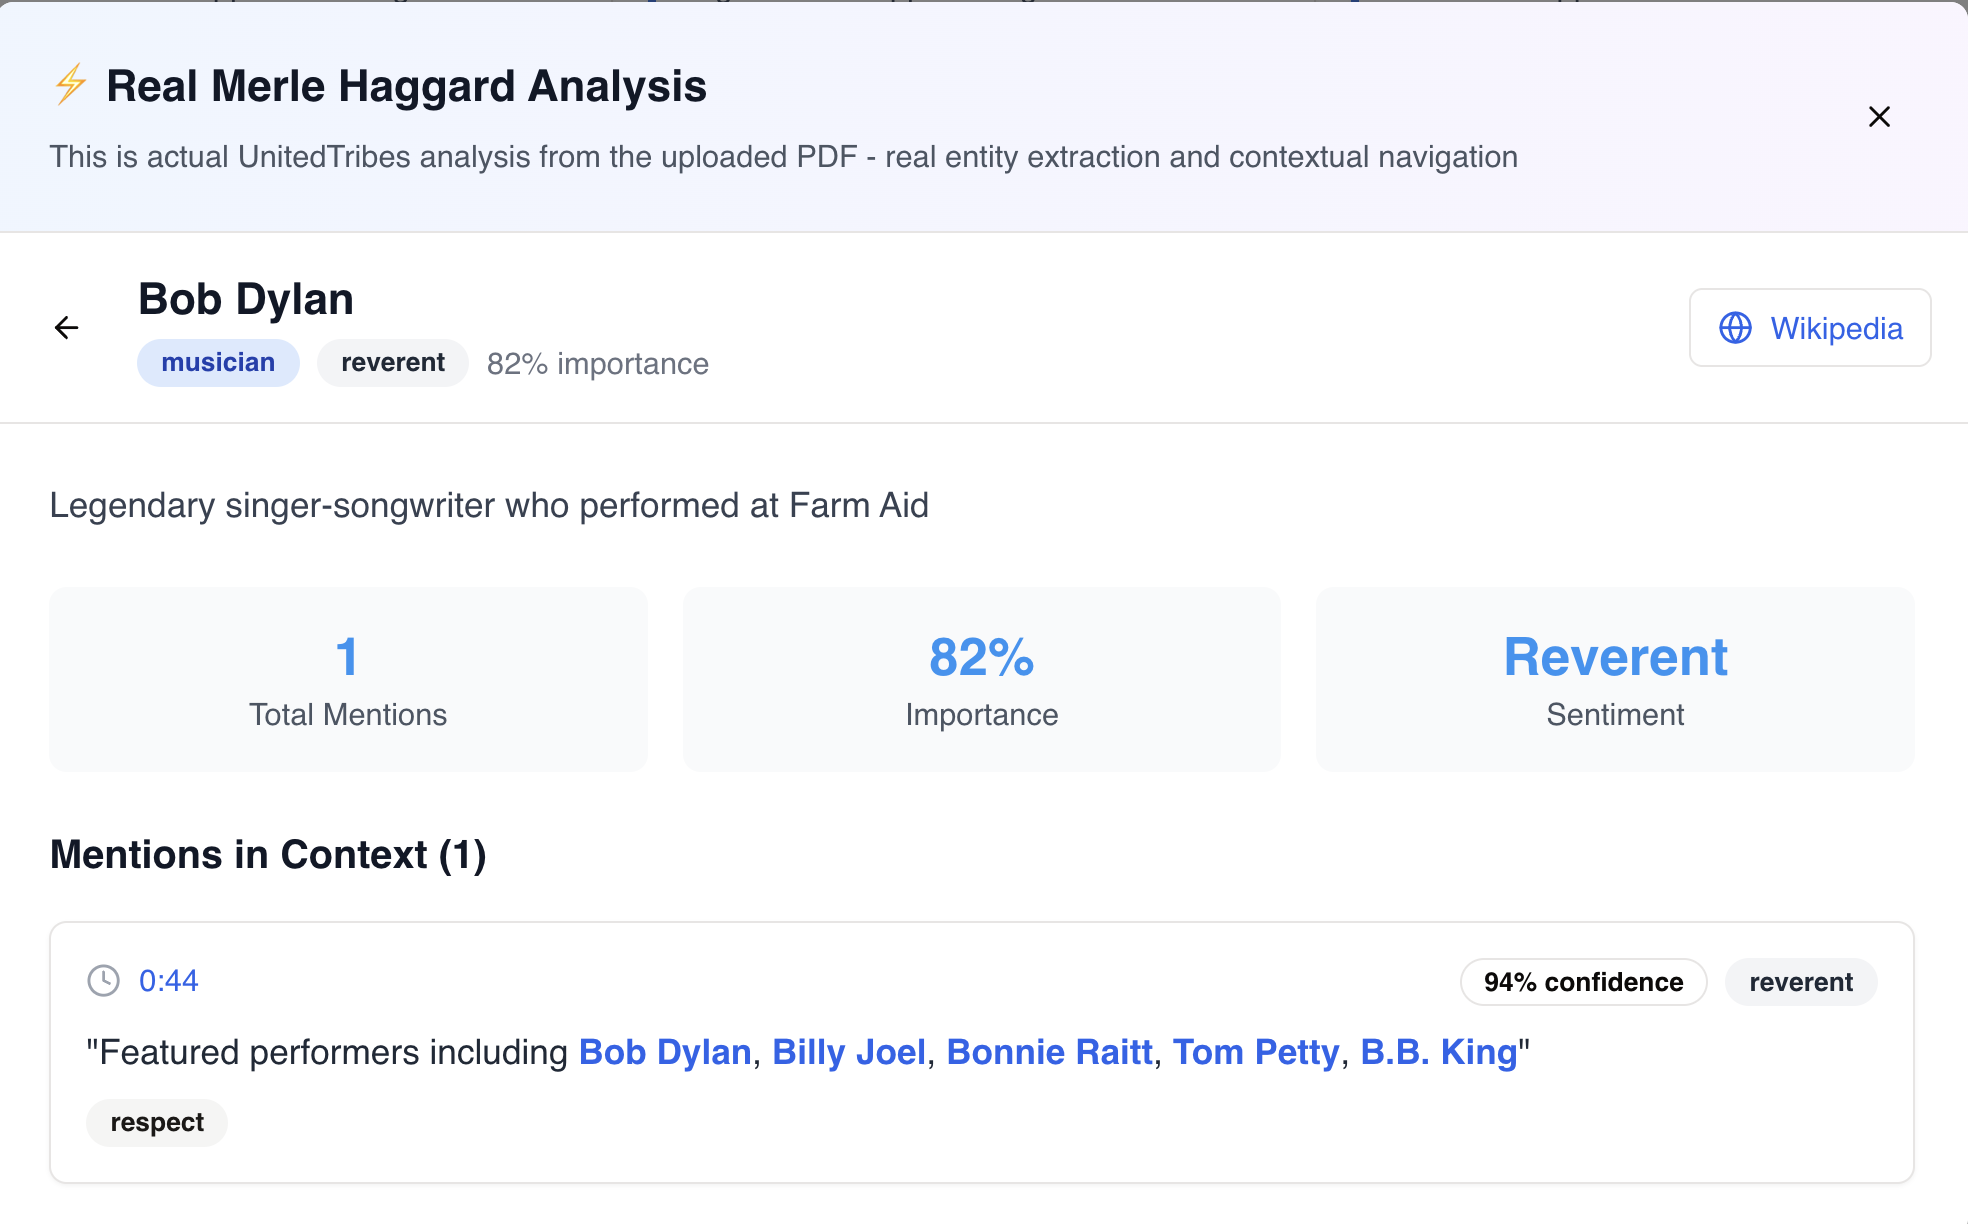 ⚡ Real Merle Haggard Analysis
This is actual UnitedTribes analysis from the uploaded PDF - real entity extraction and contextual navigation
Bob Dylan
musician reverent 82% importance
Wikipedia
Legendary singer-songwriter who performed at Farm Aid
1
Total Mentions
82%
Importance
Reverent
Sentiment
Mentions in Context (1)
0:44
94% confidence reverent
"Featured performers including Bob Dylan, Billy Joel, Bonnie Raitt, Tom Petty, B.B. King"
respect